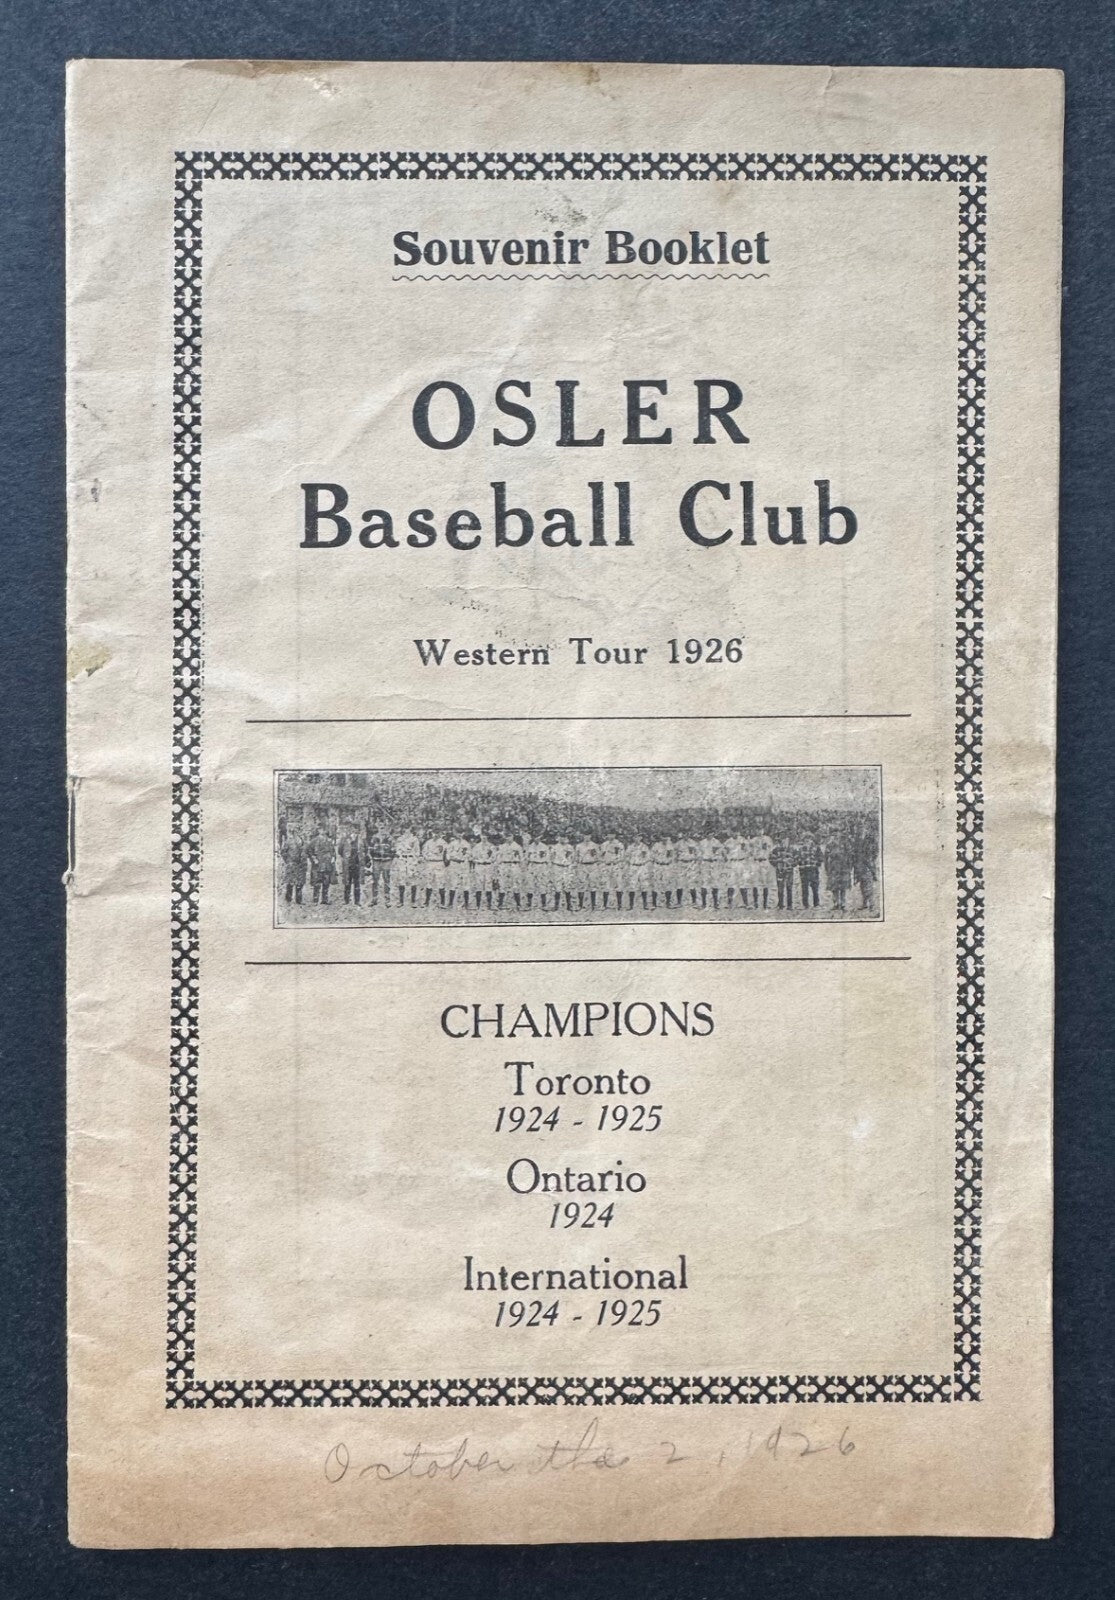 Souvenir Booklet
OSLER
Baseball Club
Western Tour 1926
CHAMPIONS
Toronto
1924 - 1925
Ontario
1924
International
1924 - 1925
October the 2, 1926